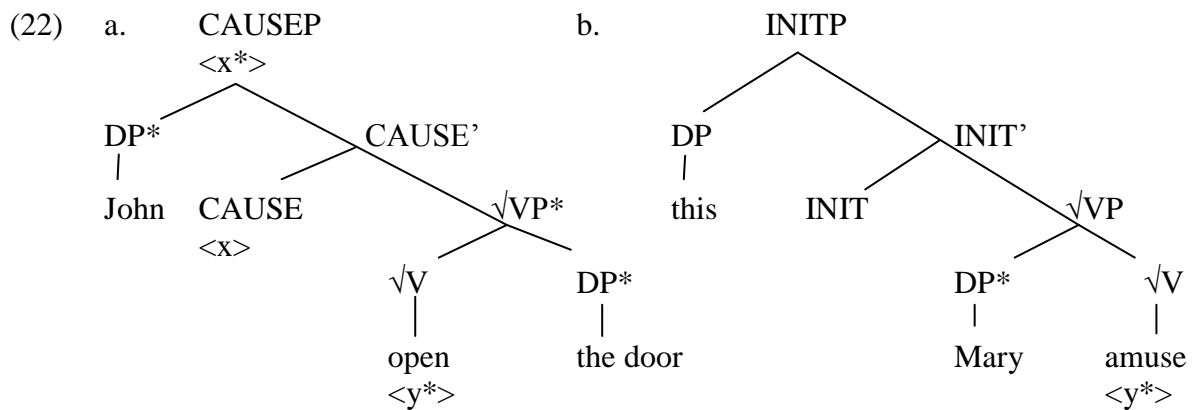 (22) a. CAUSEP b. INITP
<x*>
DP* CAUSE’ DP INIT’
John CAUSE √VP* this INIT √VP
<x>
√V DP* DP* √V
open the door Mary amuse
<y*> <y*>